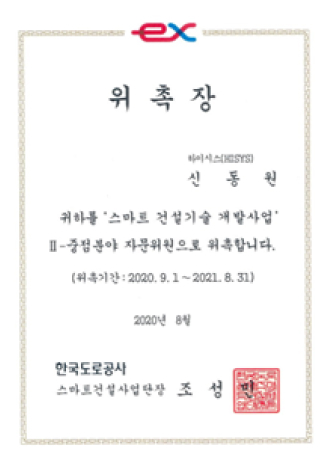 ex
위 촉 장
하이시스(HISYS)
신 동 원
귀하를 '스마트 건설기술 개발사업'
Ⅱ-중점분야 자문위원으로 위촉합니다.
(위촉기간 : 2020. 9. 1 ~ 2021. 8. 31)
2020년 8월
한국도로공사
스마트건설사업단장 조 성 민